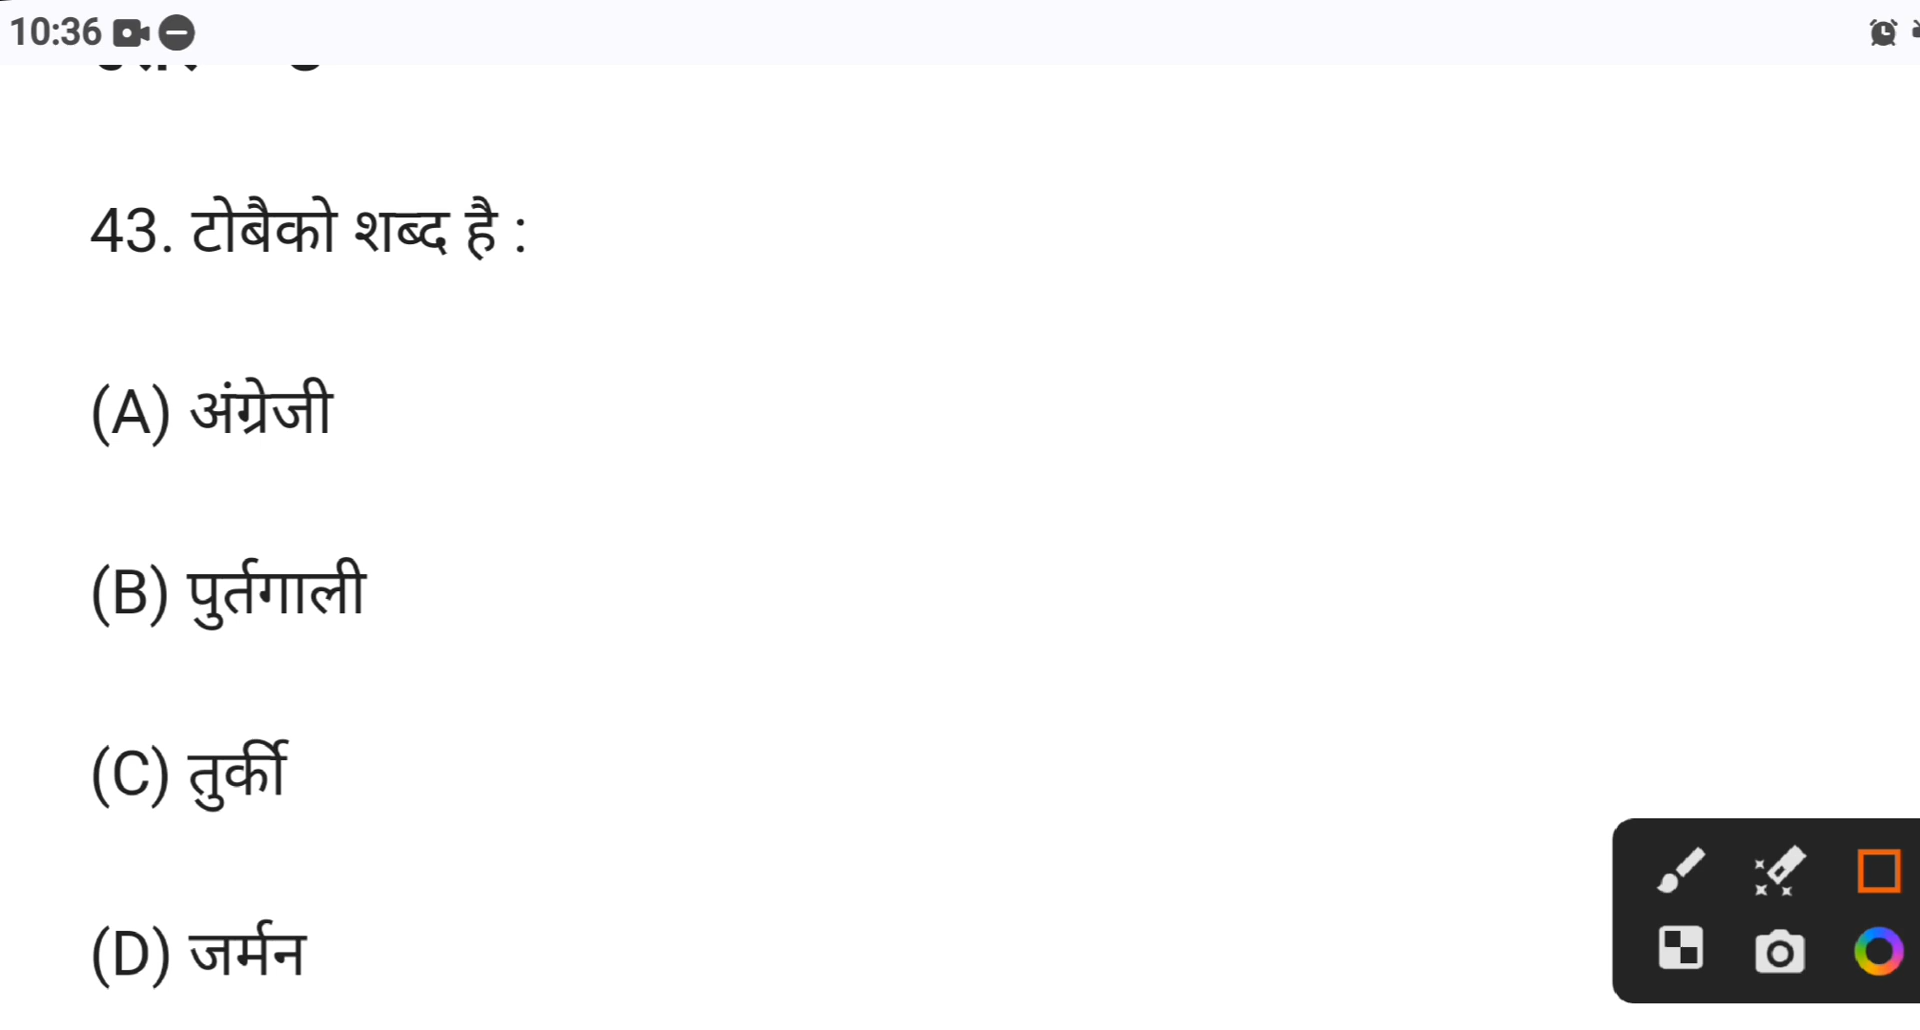 10:36
43. टोबैको शब्द है :
(A) अंग्रेजी
(B) पुर्तगाली
(C) तुर्की
(D) जर्मन